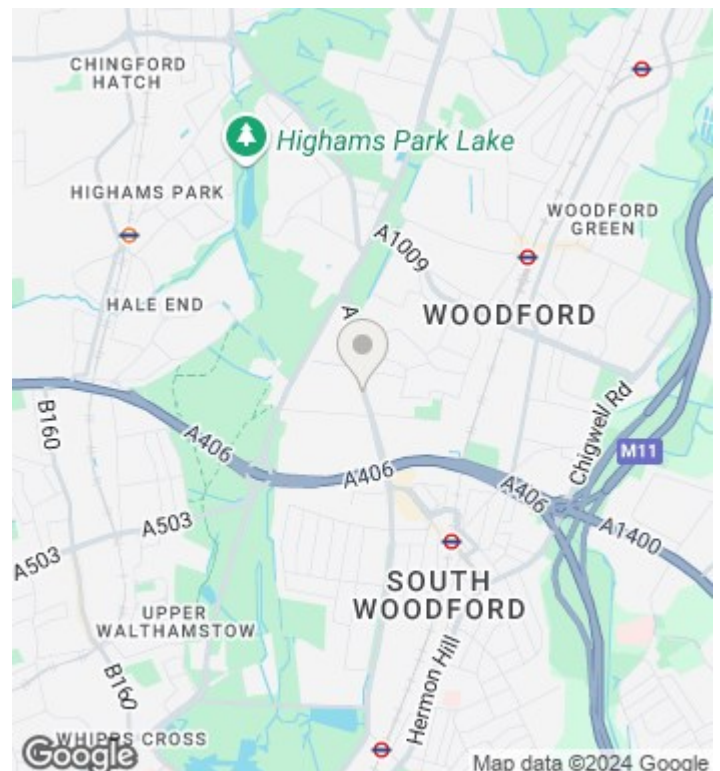 CHINGFORD
HATCH
Highams Park Lake
HIGHAMS PARK
WOODFORD
GREEN
A1009
HALE END
A
WOODFORD
B160
A406
A406
Chigwell Rd
M11
A406
A503
A503
A1400
SOUTH
WOODFORD
UPPER
WALTHAMSTOW
B160
Hermon Hill
WHIPPS CROSS
Google
Map data ©2024 Google